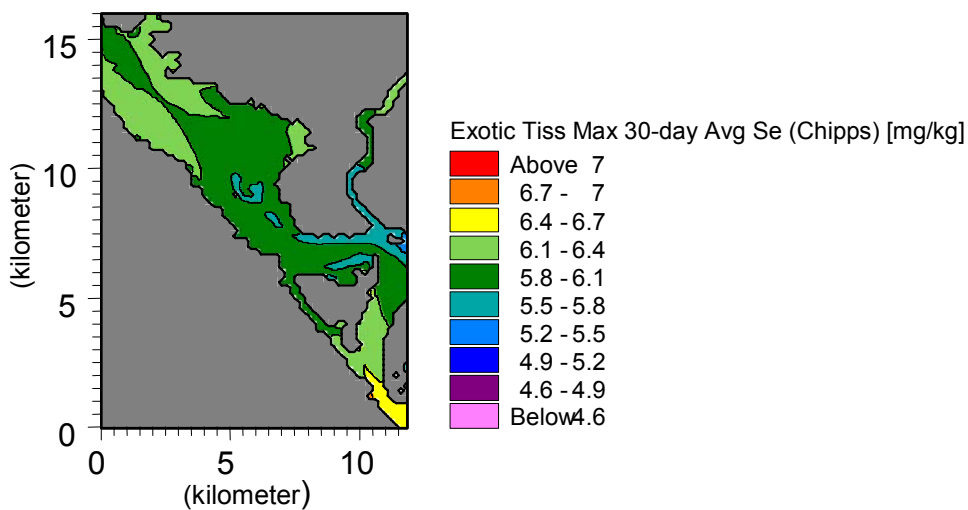 15
10
5
0
(kilometer)
0 5 10
(kilometer)
Exotic Tiss Max 30-day Avg Se (Chipps) [mg/kg]
Above 7
6.7 - 7
6.4 - 6.7
6.1 - 6.4
5.8 - 6.1
5.5 - 5.8
5.2 - 5.5
4.9 - 5.2
4.6 - 4.9
Below 4.6